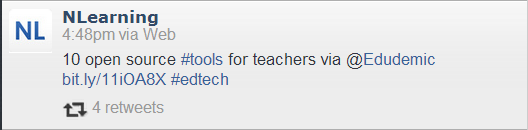 NL
NLearning
4:48pm via Web
10 open source #tools for teachers via @Edudemic
bit.ly/11iOA8X #edtech
4 retweets